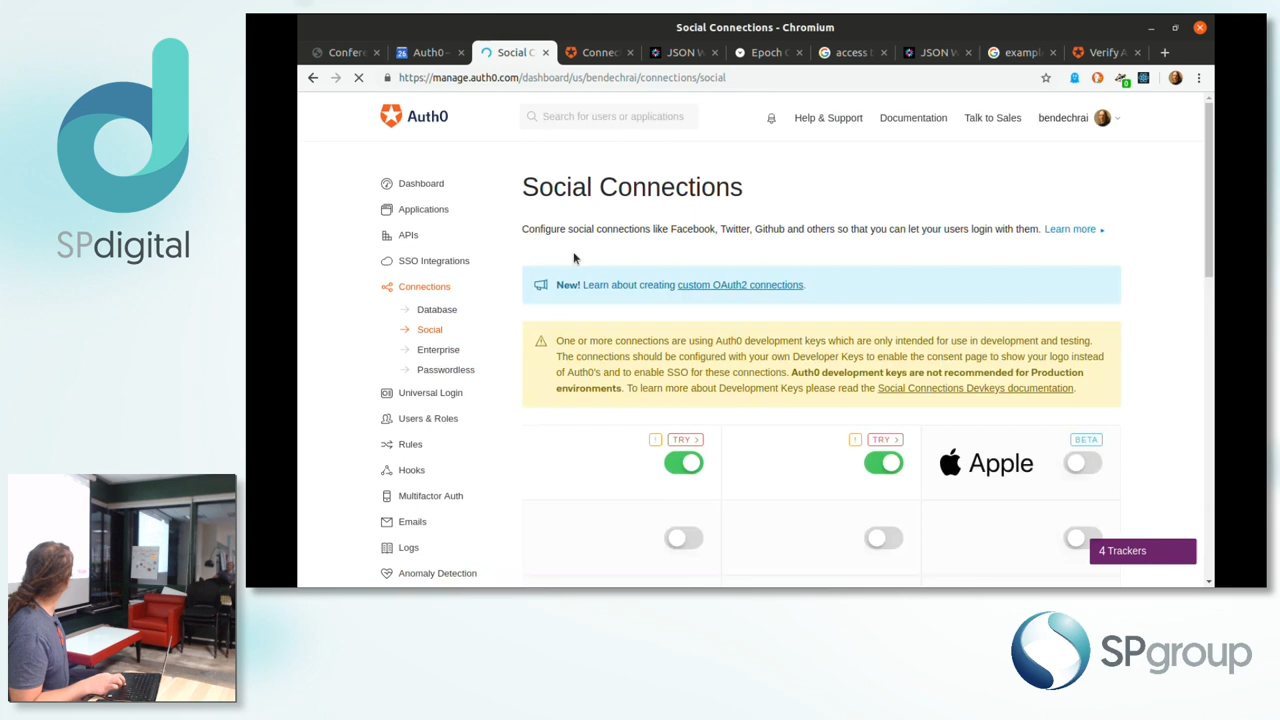 SPdigital
Social Connections - Chromium
Confere
Auth0 -
Social C
Connec
JSON W
Epoch C
access b
JSON W
exampl
Verify A
https://manage.auth0.com/dashboard/us/bendechrai/connections/social
Auth0
Search for users or applications
Help & Support
Documentation
Talk to Sales
bendechrai
Dashboard
Applications
APIs
SSO Integrations
Connections
Database
Social
Enterprise
Passwordless
Universal Login
Users & Roles
Rules
Hooks
Multifactor Auth
Emails
Logs
Anomaly Detection
Social Connections
Configure social connections like Facebook, Twitter, Github and others so that you can let your users login with them. Learn more ▸
New! Learn about creating custom OAuth2 connections.
One or more connections are using Auth0 development keys which are only intended for use in development and testing.
The connections should be configured with your own Developer Keys to enable the consent page to show your logo instead
of Auth0's and to enable SSO for these connections. Auth0 development keys are not recommended for Production
environments. To learn more about Development Keys please read the Social Connections Devkeys documentation.
! TRY >
! TRY >
BETA
Apple
4 Trackers
SPgroup